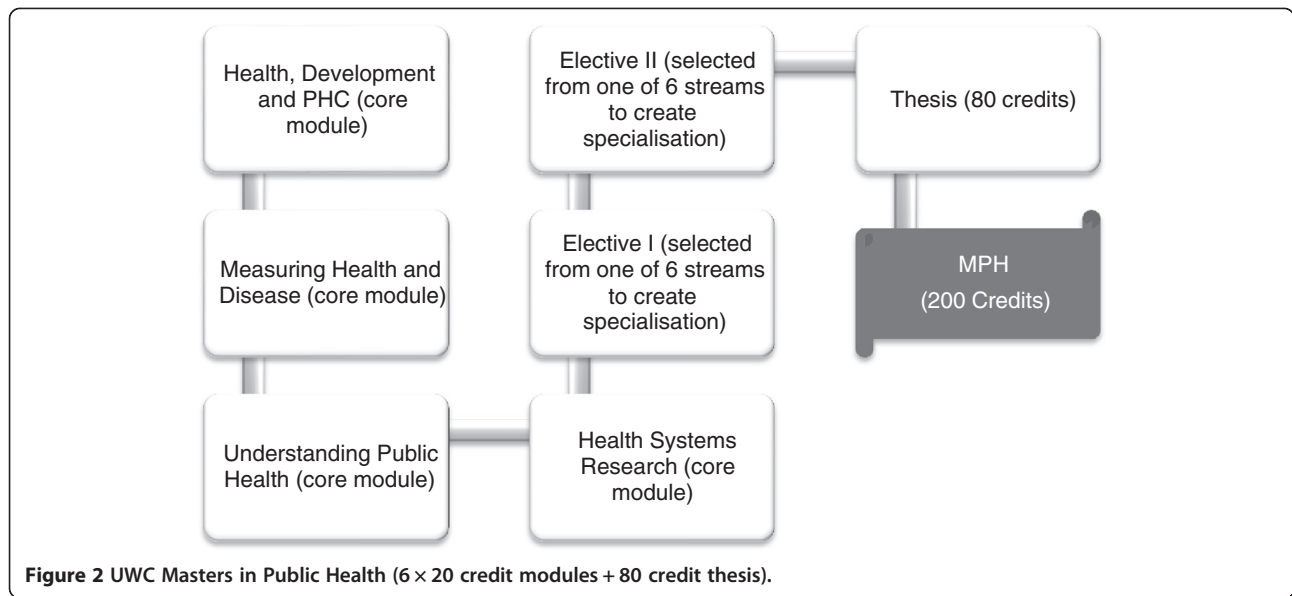 Health, Development
and PHC (core
module)
Measuring Health and
Disease (core module)
Understanding Public
Health (core module)
Health Systems
Research (core
module)
Elective I (selected
from one of 6 streams
to create
specialisation)
Elective II (selected
from one of 6 streams
to create
specialisation)
Thesis (80 credits)
MPH
(200 Credits)
Figure 2 UWC Masters in Public Health (6 × 20 credit modules + 80 credit thesis).